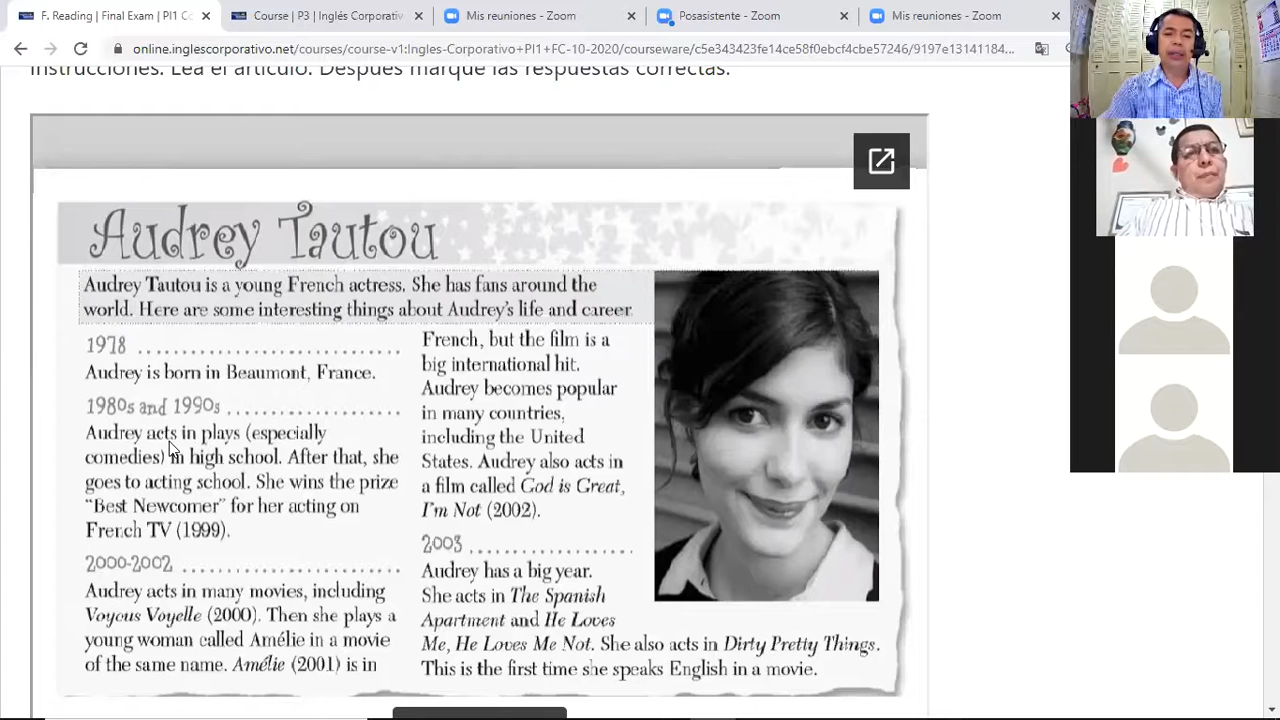 F. Reading | Final Exam | PI1 Co
Course | P3 | Inglés Corporativ
Mis reuniones - Zoom
Posasistencia - Zoom
Mis reuniones - Zoom
online.inglescorporativo.net/courses/course-v1:Ingles-Corporativo+PI1+FC-10-2020/courseware/c5e343423fe14ce58f0ebcf4cbe57246/9197e13141184...
Instrucciones. Lea el artículo. Después marque las respuestas correctas.
Audrey Tautou
Audrey Tautou is a young French actress. She has fans around the
world. Here are some interesting things about Audrey's life and career.
1978
Audrey is born in Beaumont, France.
1980s and 1990s
Audrey acts in plays (especially
comedies) in high school. After that, she
goes to acting school. She wins the prize
"Best Newcomer" for her acting on
French TV (1999).
2000-2002
Audrey acts in many movies, including
Voyous Voyelle (2000). Then she plays a
young woman called Amélie in a movie
of the same name. Amélie (2001) is in
French, but the film is a
big international hit.
Audrey becomes popular
in many countries,
including the United
States. Audrey also acts in
a film called God is Great,
I'm Not (2002).
2003
Audrey has a big year.
She acts in The Spanish
Apartment and He Loves
Me, He Loves Me Not. She also acts in Dirty Pretty Things.
This is the first time she speaks English in a movie.